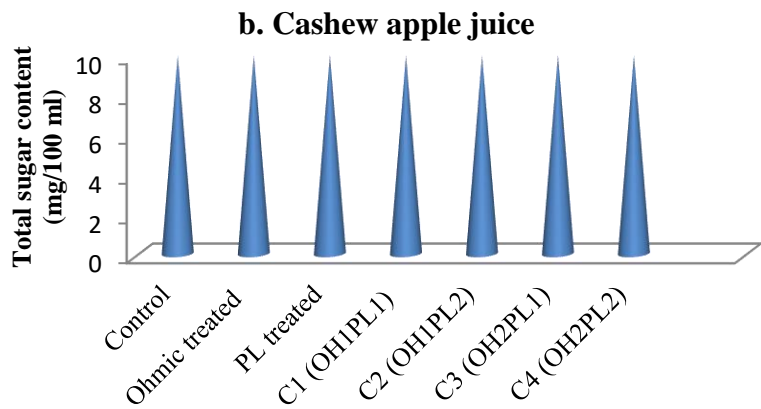 b. Cashew apple juice
Total sugar content
(mg/100 ml)
10
8
6
4
2
0
Control
Ohmic treated
PL treated
C1 (OH1PL1)
C2 (OH1PL2)
C3 (OH2PL1)
C4 (OH2PL2)